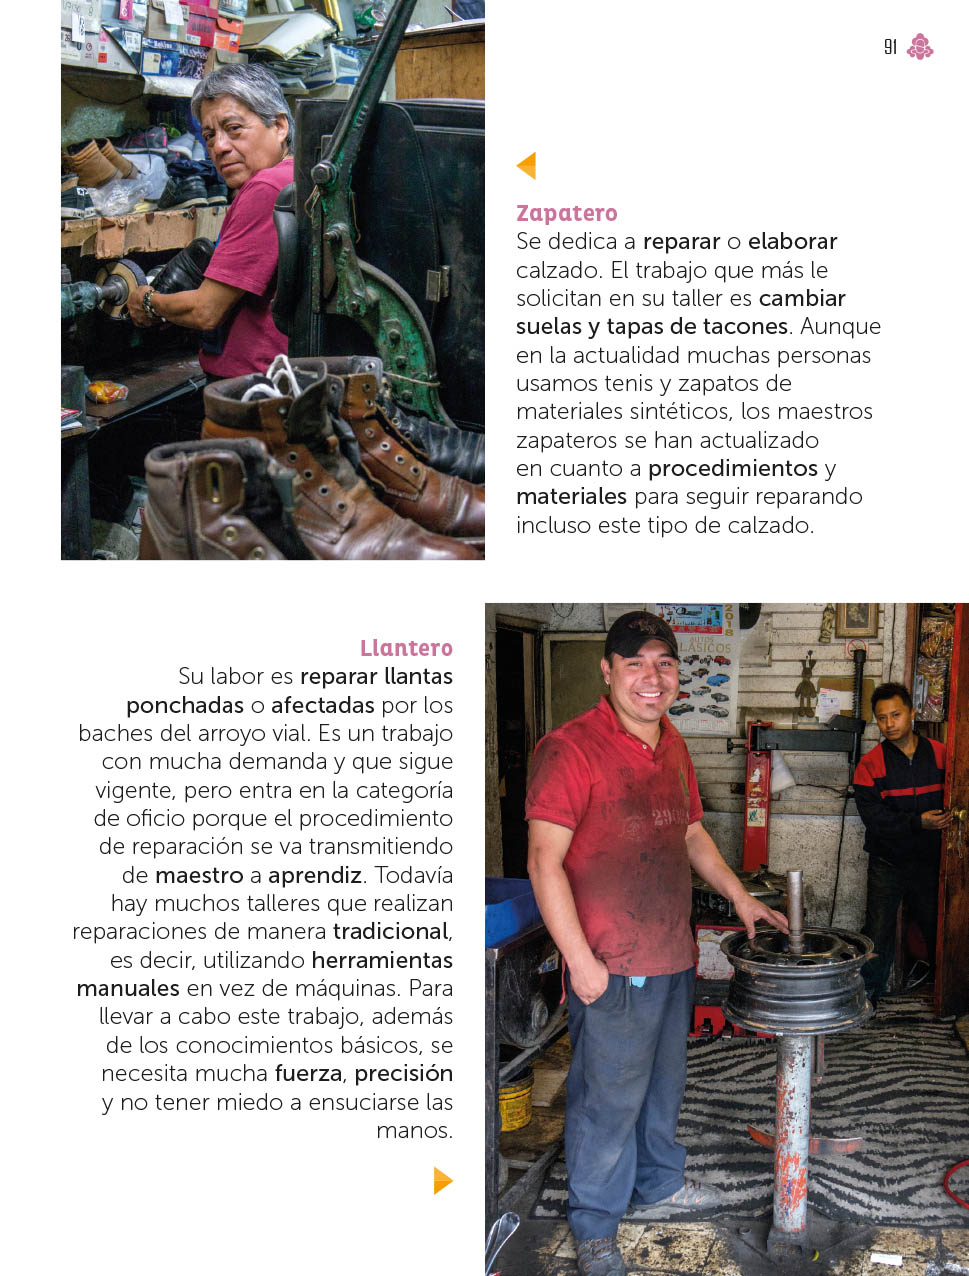 91
Zapatero
Se dedica a reparar o elaborar
calzado. El trabajo que más le
solicitan en su taller es cambiar
suelas y tapas de tacones. Aunque
en la actualidad muchas personas
usamos tenis y zapatos de
materiales sintéticos, los maestros
zapateros se han actualizado
en cuanto a procedimientos y
materiales para seguir reparando
incluso este tipo de calzado.
Llantero
Su labor es reparar llantas
ponchadas o afectadas por los
baches del arroyo vial. Es un trabajo
con mucha demanda y que sigue
vigente, pero entra en la categoría
de oficio porque el procedimiento
de reparación se va transmitiendo
de maestro a aprendiz. Todavía
hay muchos talleres que realizan
reparaciones de manera tradicional,
es decir, utilizando herramientas
manuales en vez de máquinas. Para
llevar a cabo este trabajo, además
de los conocimientos básicos, se
necesita mucha fuerza, precisión
y no tener miedo a ensuciarse las
manos.
2018
AUTOS
CLÁSICOS